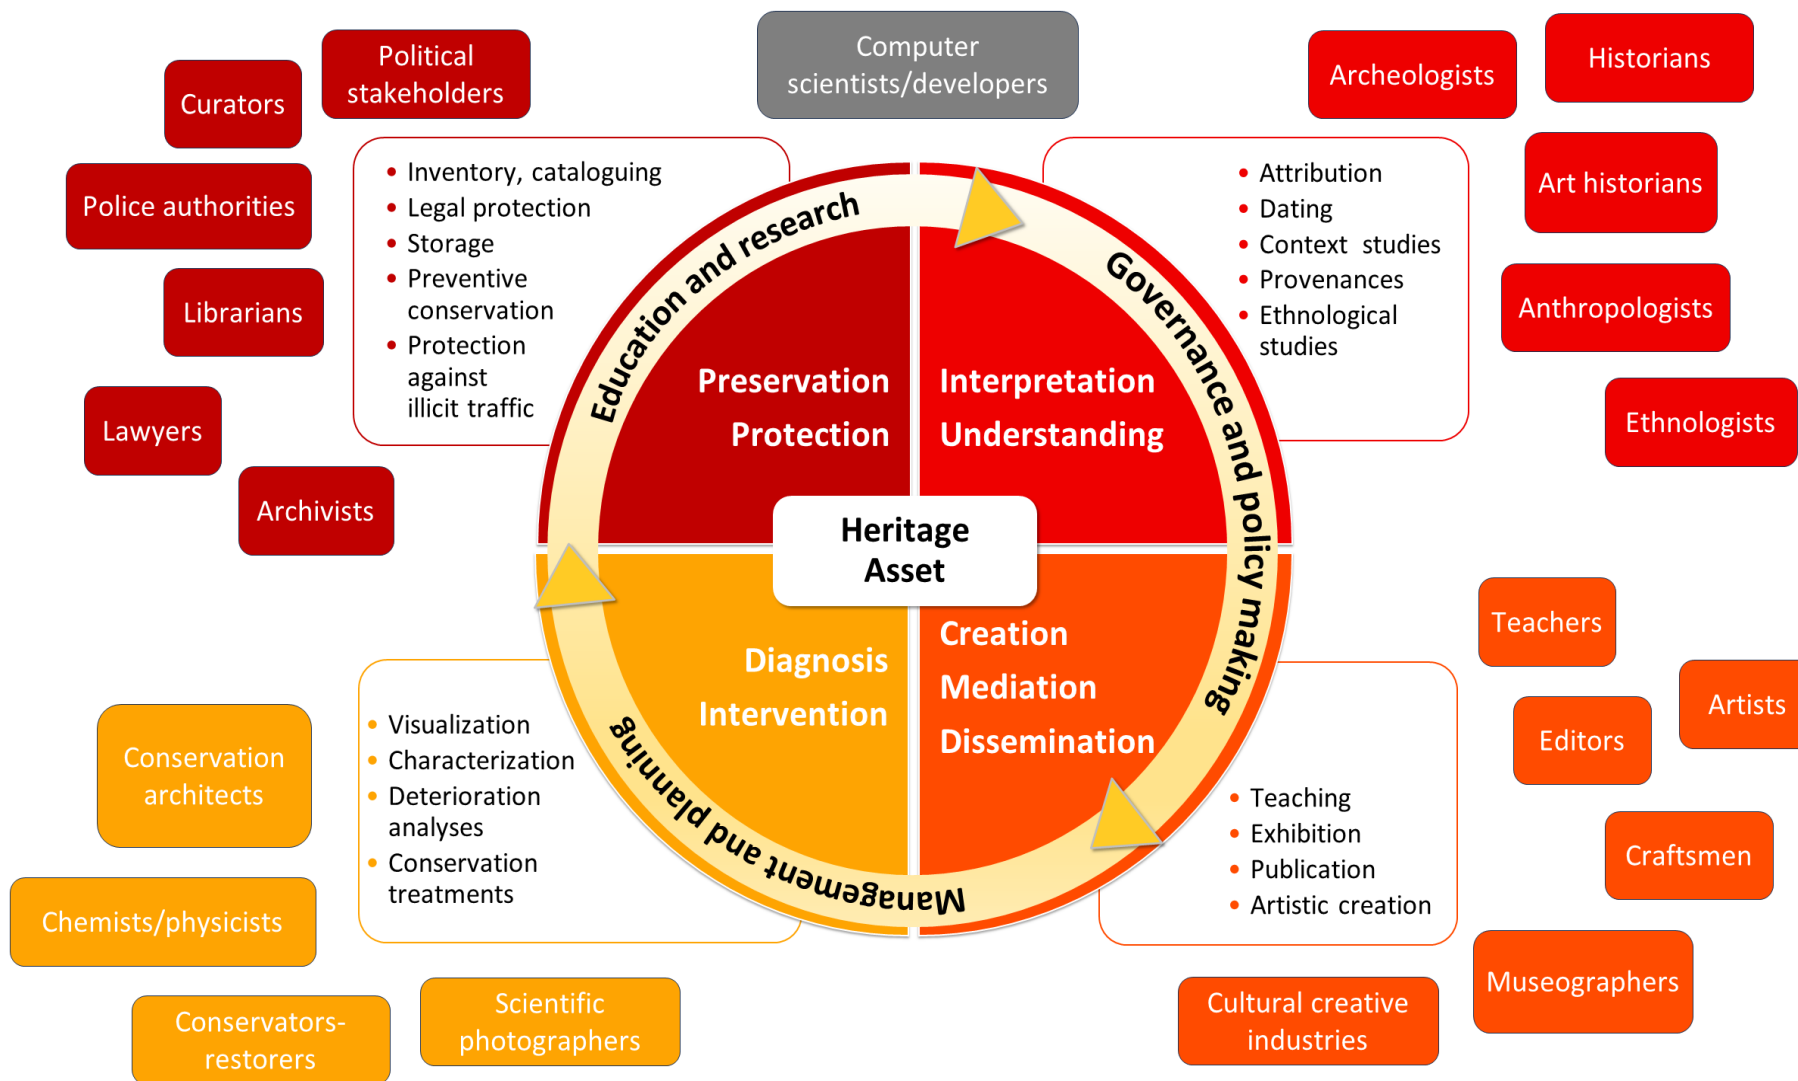 Political
stakeholders
Curators
Police authorities
Librarians
Lawyers
Archivists
• Inventory, cataloguing
• Legal protection
• Storage
• Preventive
conservation
• Protection
against
illicit traffic
Computer
scientists/developers
Archeologists
Historians
Art historians
Anthropologists
Ethnologists
• Attribution
• Dating
• Context studies
• Provenances
• Ethnological
studies
Education and research
Governance and policy making
Management and planning
Preservation
Protection
Interpretation
Understanding
Heritage
Asset
Diagnosis
Intervention
Creation
Mediation
Dissemination
• Visualization
• Characterization
• Deterioration
analyses
• Conservation
treatments
Conservation
architects
Chemists/physicists
Conservators-
restorers
Scientific
photographers
• Teaching
• Exhibition
• Publication
• Artistic creation
Teachers
Artists
Editors
Craftsmen
Museographers
Cultural creative
industries